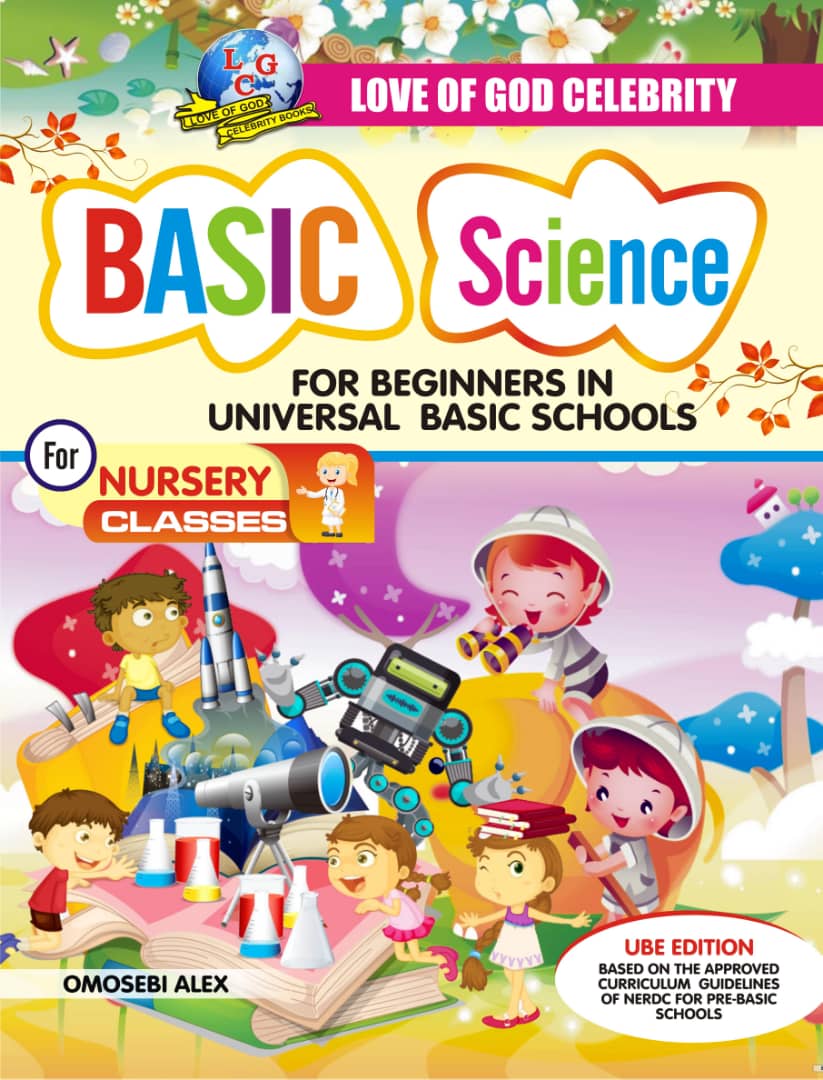 L G
C
LOVE OF GOD
CELEBRITY BOOKS
LOVE OF GOD CELEBRITY
BASIC Science
FOR BEGINNERS IN
UNIVERSAL BASIC SCHOOLS
For
NURSERY
CLASSES
OMOSEBI ALEX
UBE EDITION
BASED ON THE APPROVED
CURRICULUM GUIDELINES
OF NERDC FOR PRE-BASIC
SCHOOLS